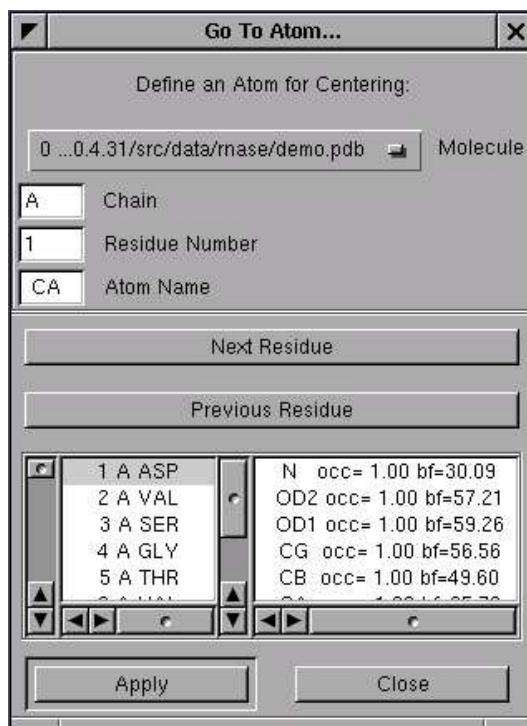 Go To Atom...
Define an Atom for Centering:
0 ...0.4.31/src/data/rnase/demo.pdb Molecule
A Chain
1 Residue Number
CA Atom Name
Next Residue
Previous Residue
1 A ASP N occ= 1.00 bf=30.09
2 A VAL OD2 occ= 1.00 bf=57.21
3 A SER OD1 occ= 1.00 bf=59.26
4 A GLY CG occ= 1.00 bf=56.56
5 A THR CB occ= 1.00 bf=49.60
Apply Close